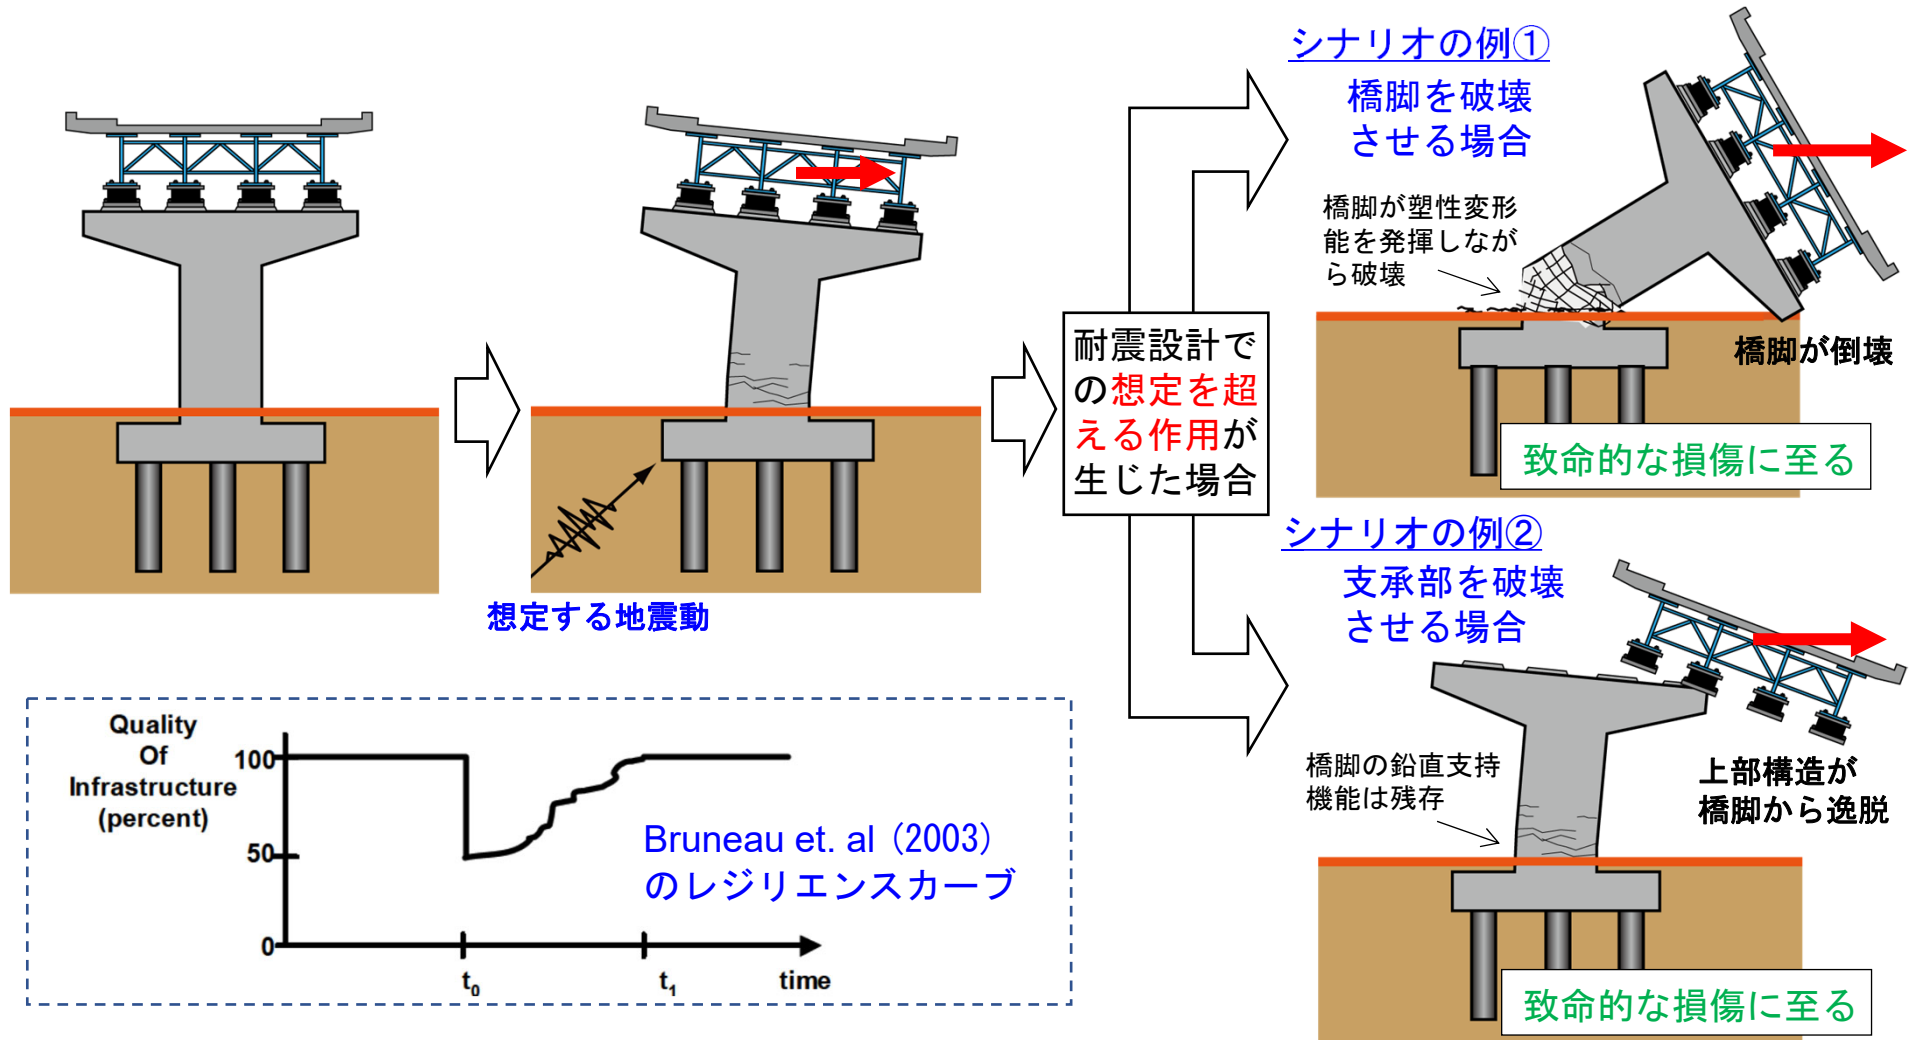 想定する地震動
耐震設計で
の想定を超
える作用が
生じた場合
シナリオの例①
橋脚を破壊
させる場合
橋脚が塑性変形
能を発揮しなが
ら破壊
橋脚が倒壊
致命的な損傷に至る
シナリオの例②
支承部を破壊
させる場合
橋脚の鉛直支持
機能は残存
上部構造が
橋脚から逸脱
致命的な損傷に至る
Quality
Of
Infrastructure
(percent)
100
50
0
t0
t1
time
Bruneau et. al (2003)
のレジリエンスカーブ